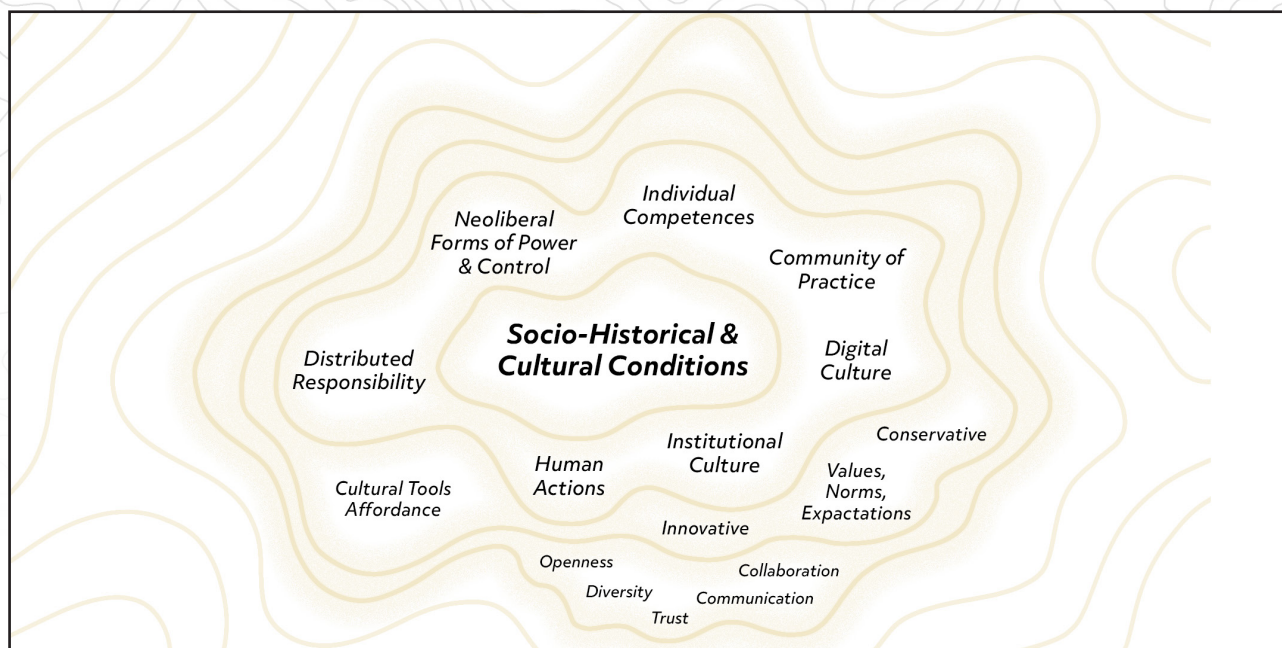 Individual
Competences
Neoliberal
Forms of Power
& Control
Community of
Practice
Socio-Historical &
Cultural Conditions
Digital
Culture
Distributed
Responsibility
Conservative
Institutional
Culture
Human
Actions
Values,
Norms,
Expactations
Cultural Tools
Affordance
Innovative
Openness
Collaboration
Diversity
Communication
Trust